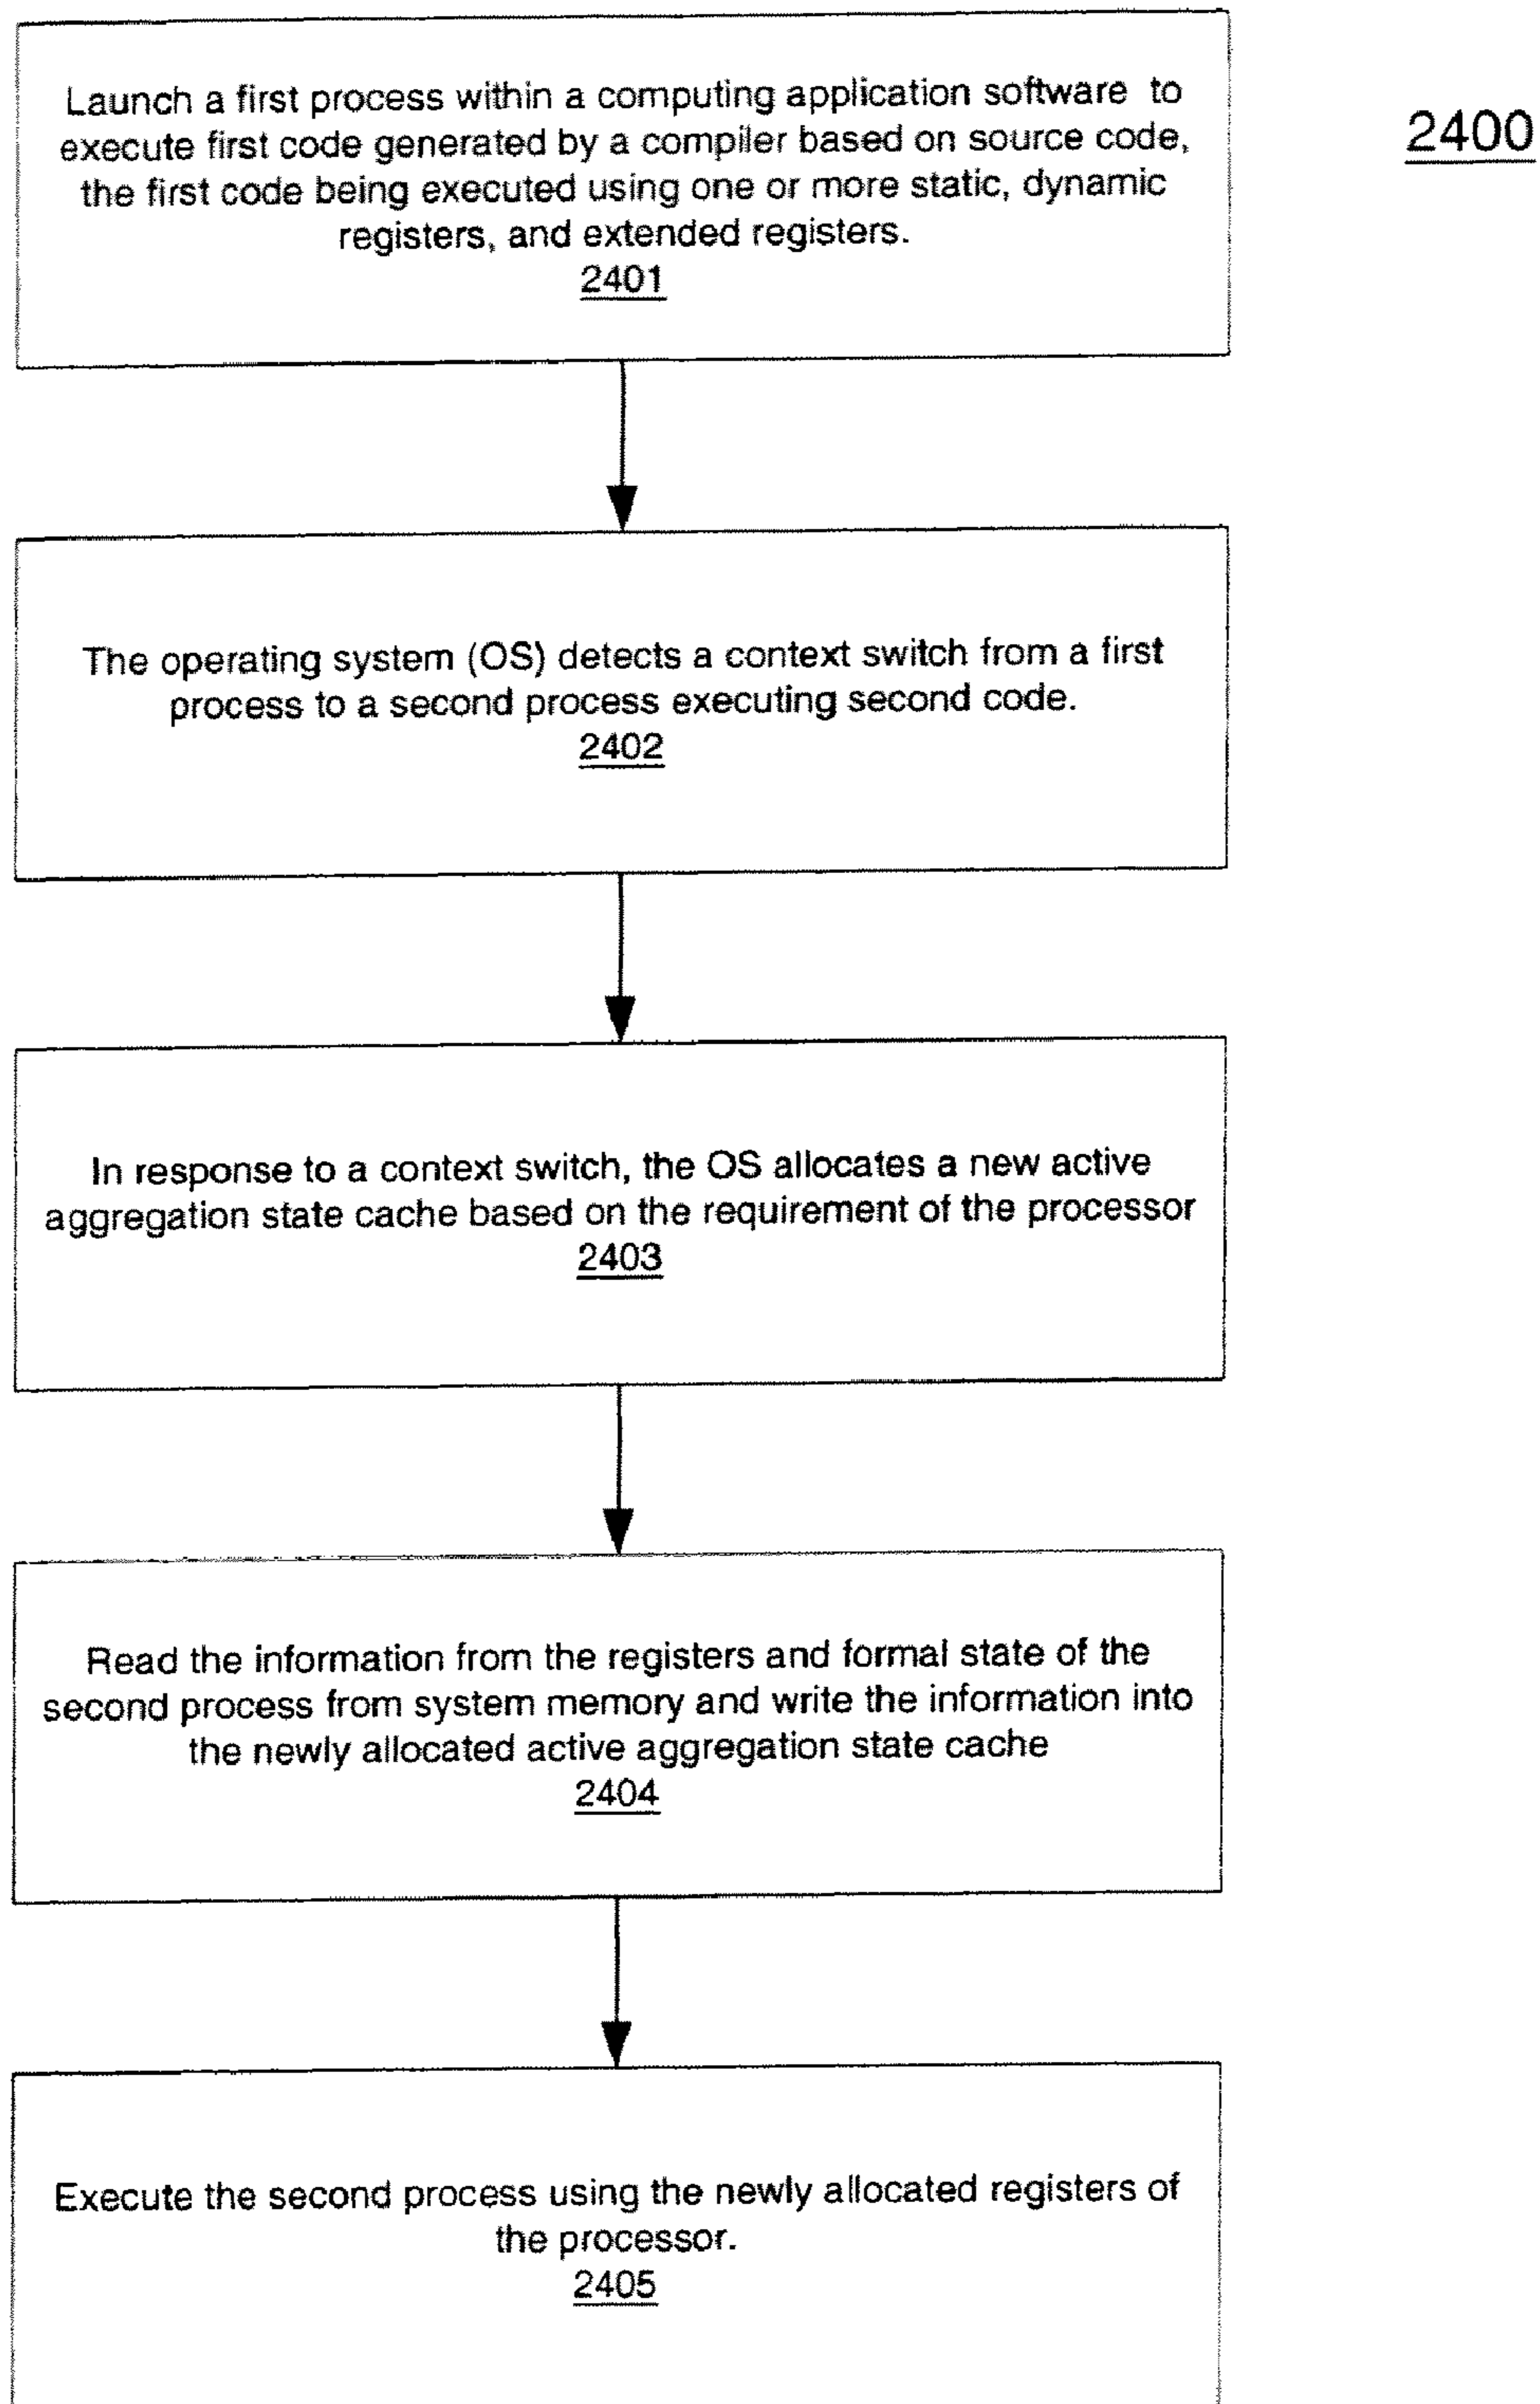 2400
Launch a first process within a computing application software to
execute first code generated by a compiler based on source code,
the first code being executed using one or more static, dynamic
registers, and extended registers.
2401
The operating system (OS) detects a context switch from a first
process to a second process executing second code.
2402
In response to a context switch, the OS allocates a new active
aggregation state cache based on the requirement of the processor
2403
Read the information from the registers and formal state of the
second process from system memory and write the information into
the newly allocated active aggregation state cache
2404
Execute the second process using the newly allocated registers of
the processor.
2405